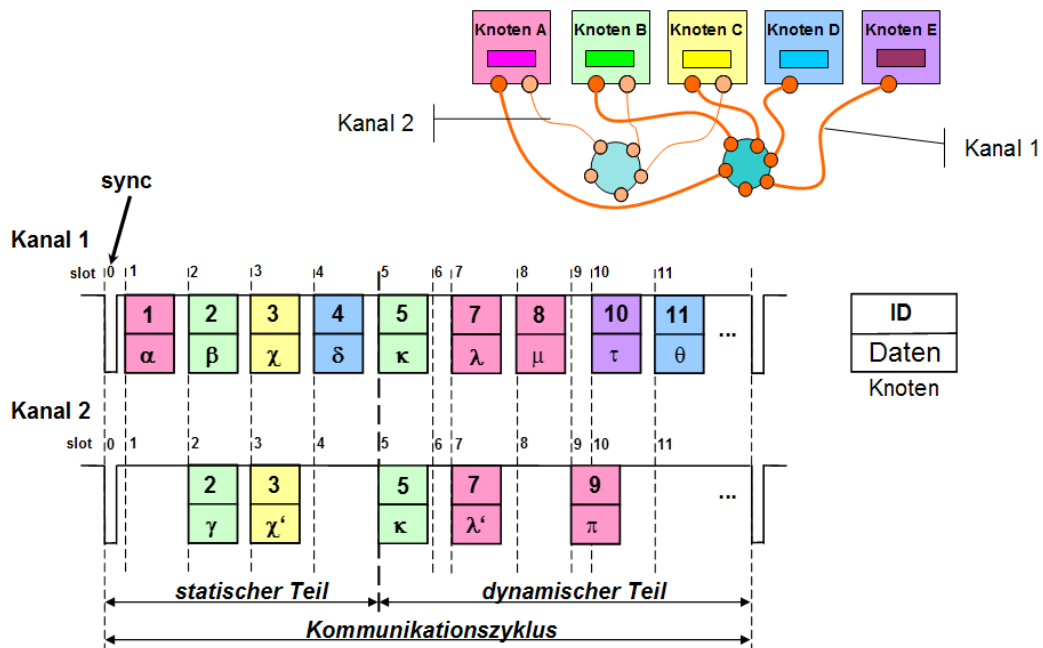 Knoten A Knoten B Knoten C Knoten D Knoten E
Kanal 2
Kanal 1
sync
Kanal 1
slot 0 1 2 3 4 5 6 7 8 9 10 11
1 2 3 4 5 7 8 10 11
α β χ δ κ λ μ τ θ ...
ID
Daten
Knoten
Kanal 2
slot 0 1 2 3 4 5 6 7 8 9 10 11
2 3 5 7 9 ...
γ χ‘ κ λ‘ π
statischer Teil dynamischer Teil
Kommunikationszyklus